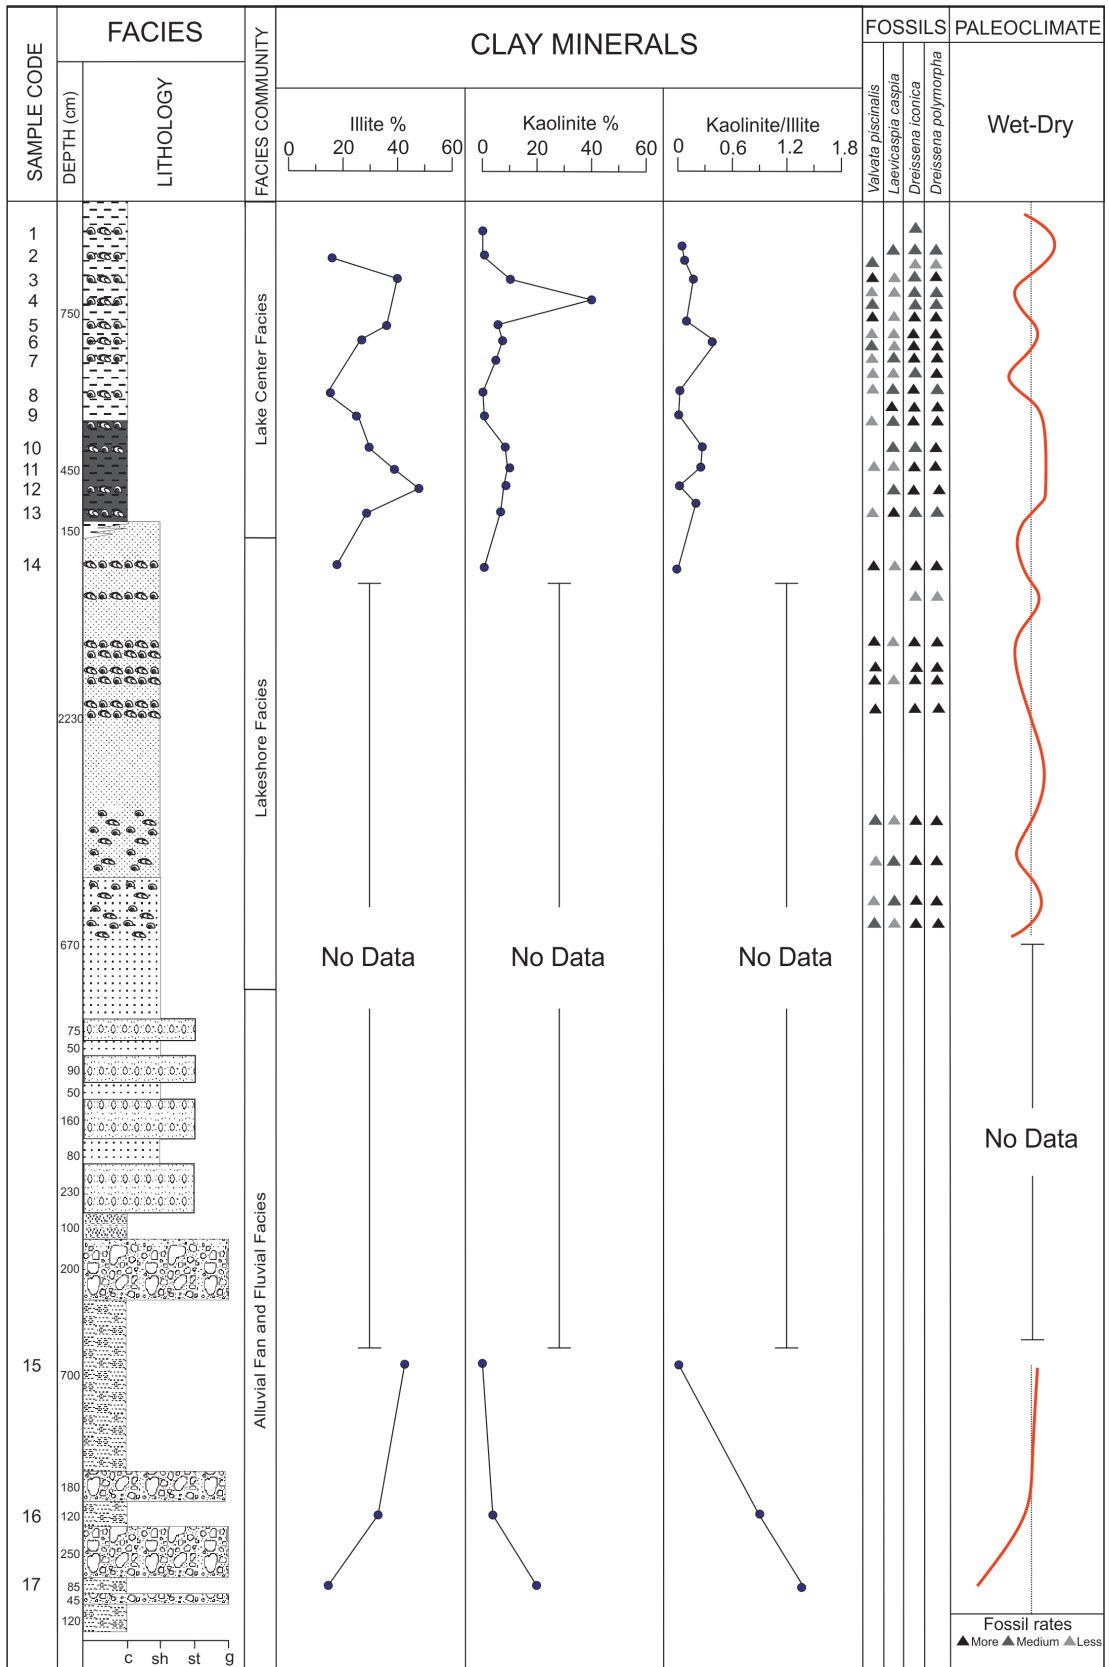 SAMPLE CODE
FACIES
DEPTH (cm)
LITHOLOGY
FACIES COMMUNITY
CLAY MINERALS
Illite %
0 20 40 60
Kaolinite %
0 20 40 60
Kaolinite/Illite
0 0.6 1.2 1.8
FOSSILS
Valvata piscinalis
Laevicaspia caspia
Dreissena iconica
Dreissena polymorpha
PALEOCLIMATE
Wet-Dry
1
2
3
4
5
6
7
8
9
10
11
12
13
14
15
16
17
750
450
150
2230
670
75
50
90
50
160
80
230
100
200
700
180
120
250
85
45
120
c sh st g
Lake Center Facies
Lakeshore Facies
Alluvial Fan and Fluvial Facies
No Data
No Data
No Data
No Data
Fossil rates
More Medium Less